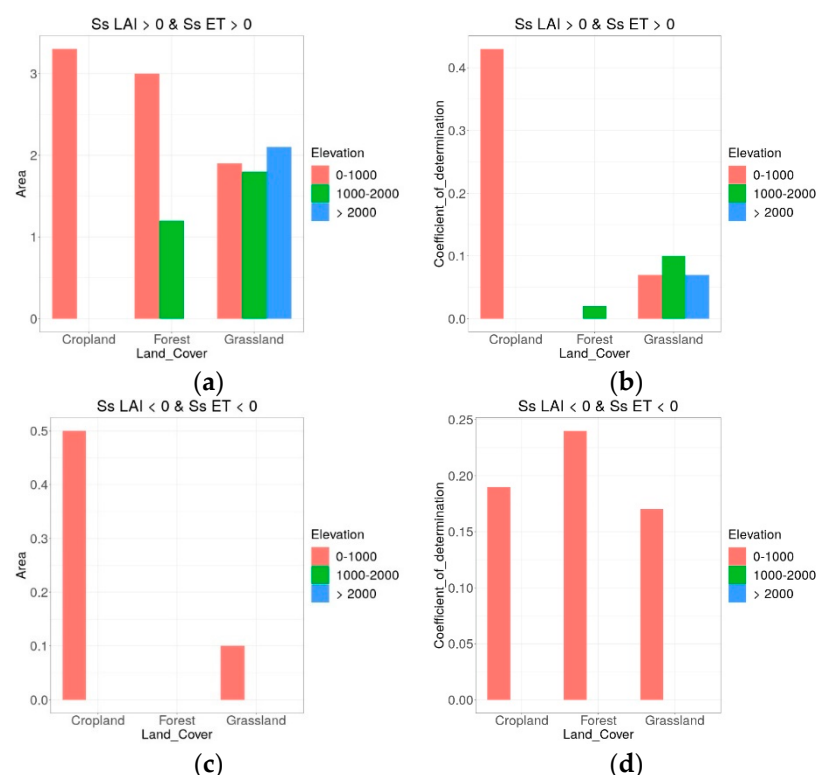 Ss LAI > 0 & Ss ET > 0
3
2
1
0
Area
Cropland Forest Grassland
Land_Cover
Elevation
0-1000
1000-2000
> 2000
(a)
Ss LAI > 0 & Ss ET > 0
0.4
0.3
0.2
0.1
0.0
Coefficient_of_determination
Cropland Forest Grassland
Land_Cover
Elevation
0-1000
1000-2000
> 2000
(b)
Ss LAI < 0 & Ss ET < 0
0.5
0.4
0.3
0.2
0.1
0.0
Area
Cropland Forest Grassland
Land_Cover
Elevation
0-1000
1000-2000
> 2000
(c)
Ss LAI < 0 & Ss ET < 0
0.25
0.20
0.15
0.10
0.05
0.00
Coefficient_of_determination
Cropland Forest Grassland
Land_Cover
Elevation
0-1000
1000-2000
> 2000
(d)